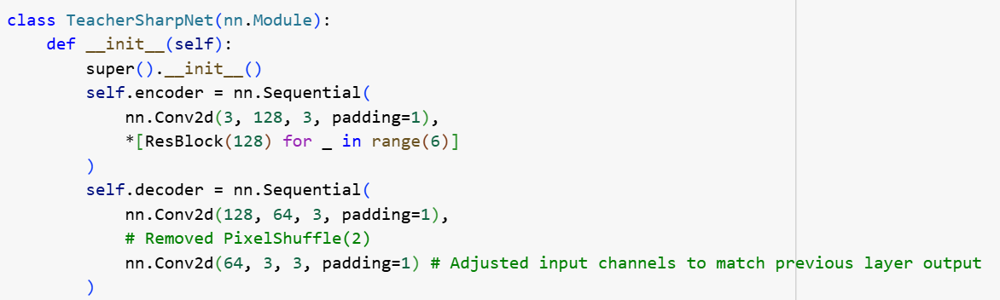 class TeacherSharpNet(nn.Module):
    def __init__(self):
        super().__init__()
        self.encoder = nn.Sequential(
            nn.Conv2d(3, 128, 3, padding=1),
            *[ResBlock(128) for _ in range(6)]
        )
        self.decoder = nn.Sequential(
            nn.Conv2d(128, 64, 3, padding=1),
            # Removed PixelShuffle(2)
            nn.Conv2d(64, 3, 3, padding=1) # Adjusted input channels to match previous layer output
        )